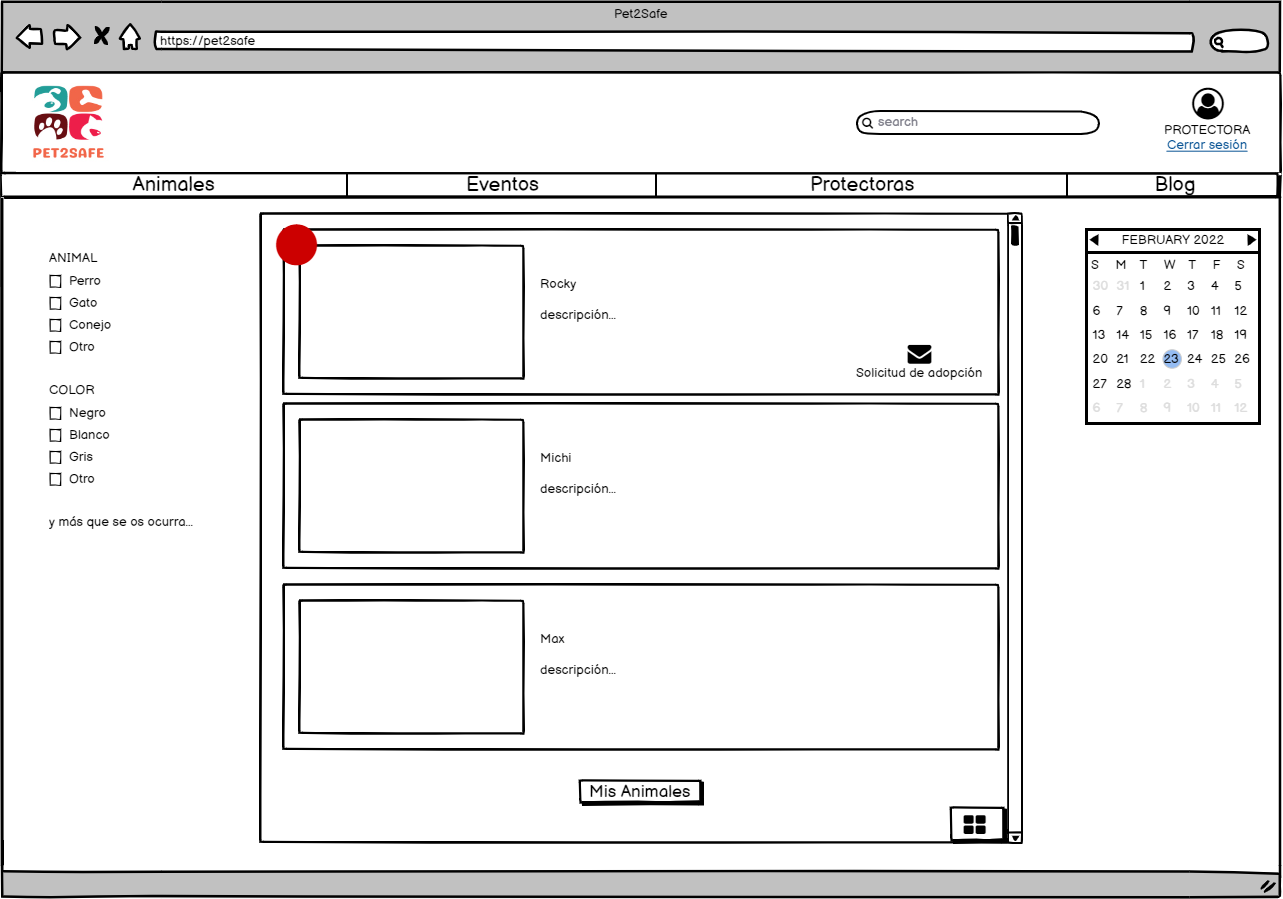 Pet2Safe
https://pet2safe
PET2SAFE
search
PROTECTORA
Cerrar sesión
Animales
Eventos
Protectoras
Blog
ANIMAL
Perro
Gato
Conejo
Otro
COLOR
Negro
Blanco
Gris
Otro
y más que se os ocurra...
Rocky
descripción...
Solicitud de adopción
Michi
descripción...
Max
descripción...
Mis Animales
FEBRUARY 2022
S M T W T F S
30 31 1 2 3 4 5
6 7 8 9 10 11 12
13 14 15 16 17 18 19
20 21 22 23 24 25 26
27 28 1 2 3 4 5
6 7 8 9 10 11 12